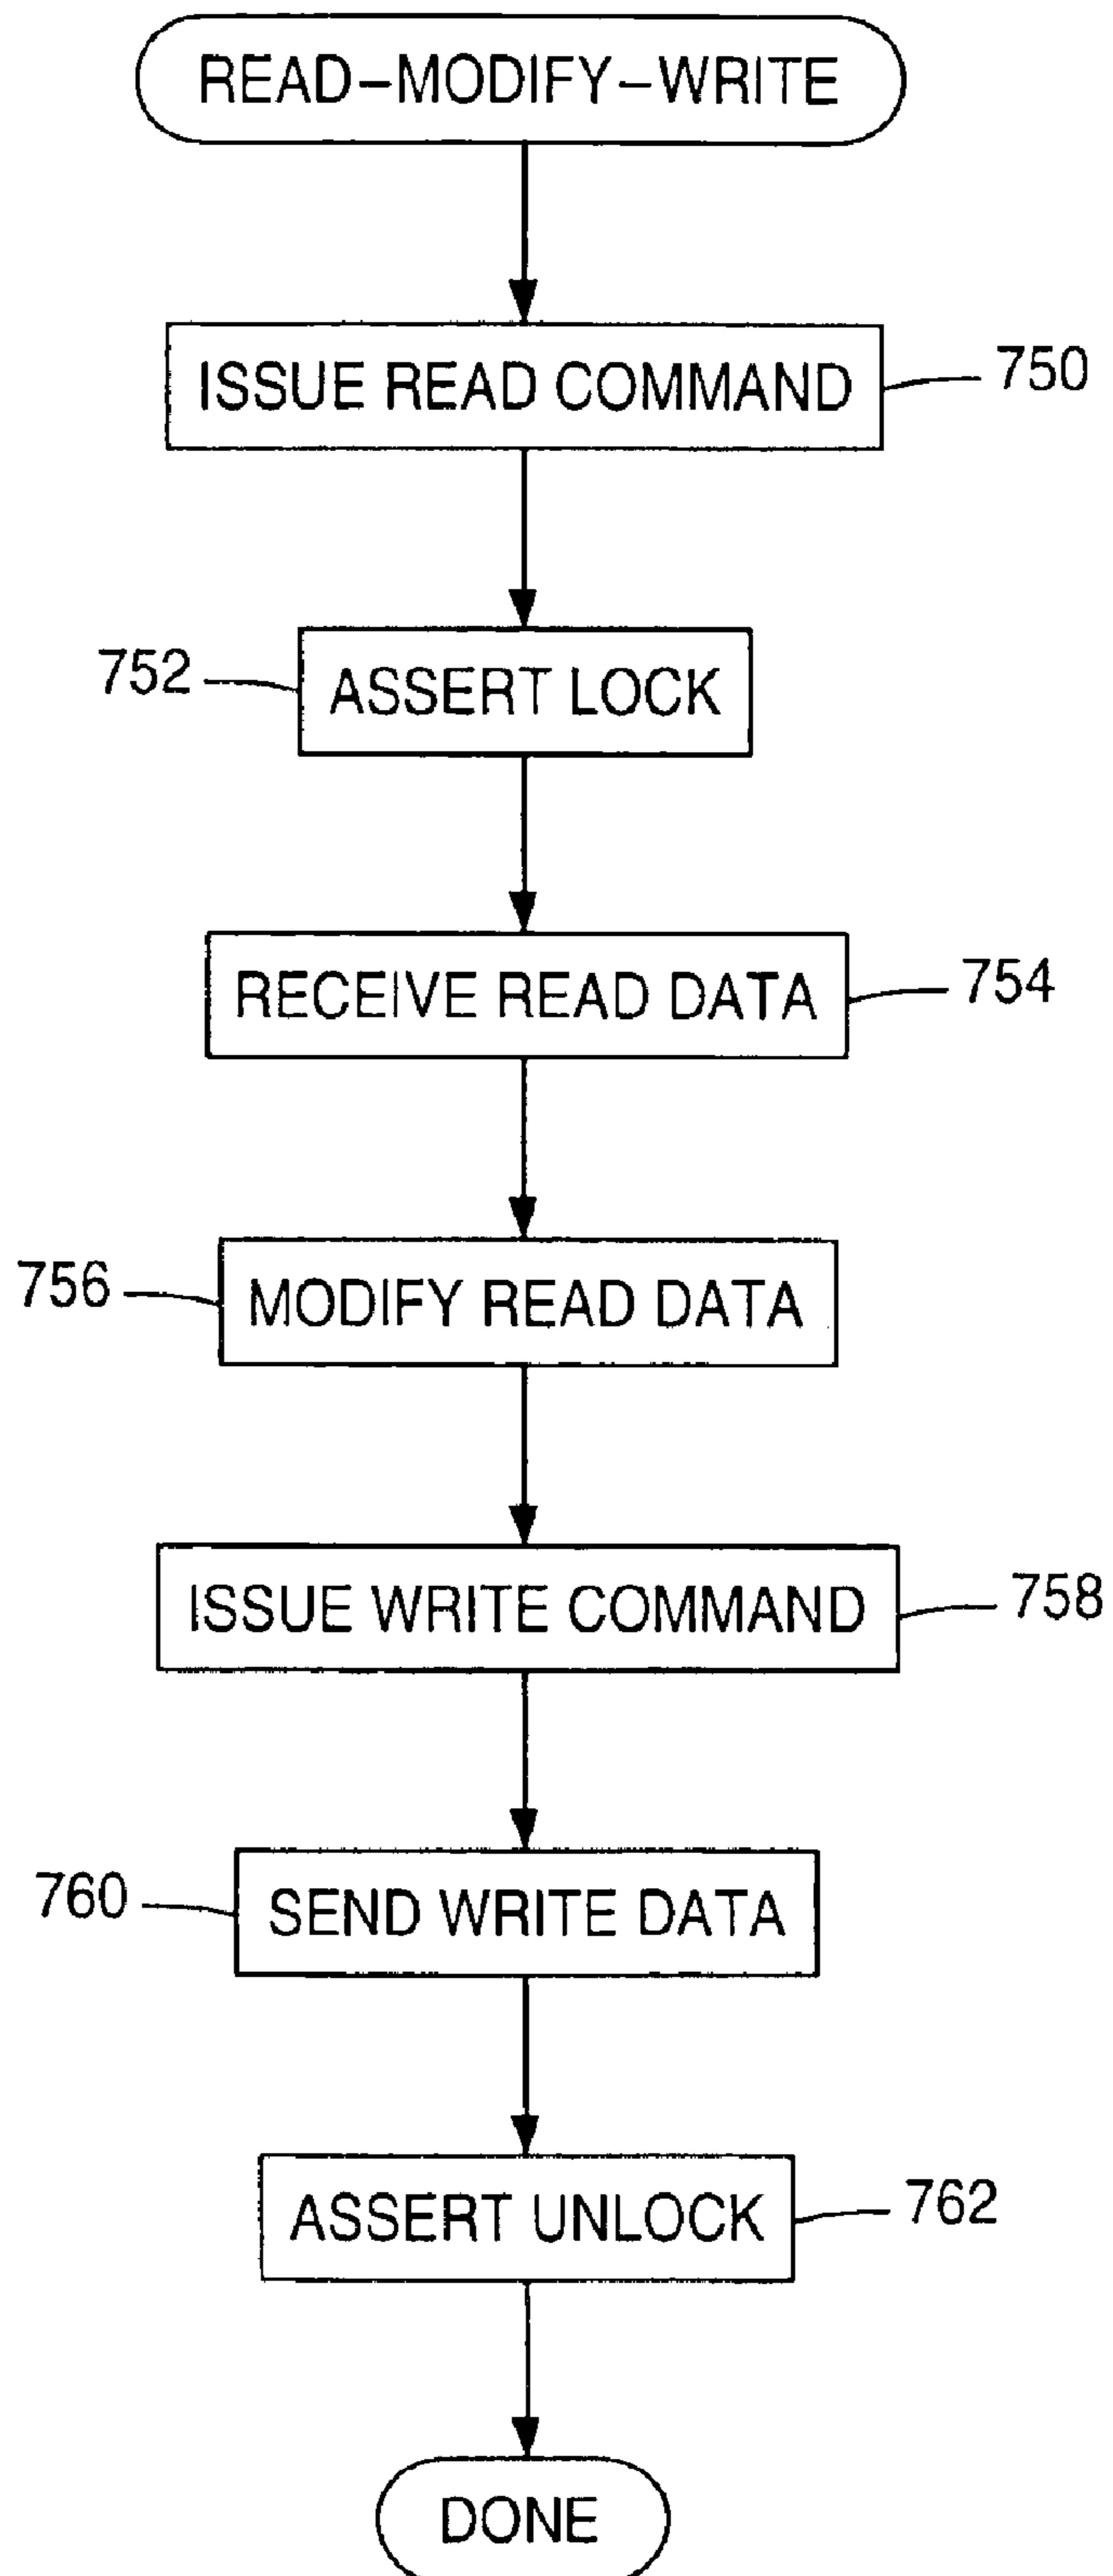 READ-MODIFY-WRITE
ISSUE READ COMMAND
750
752
ASSERT LOCK
RECEIVE READ DATA
754
756
MODIFY READ DATA
ISSUE WRITE COMMAND
758
760
SEND WRITE DATA
ASSERT UNLOCK
762
DONE